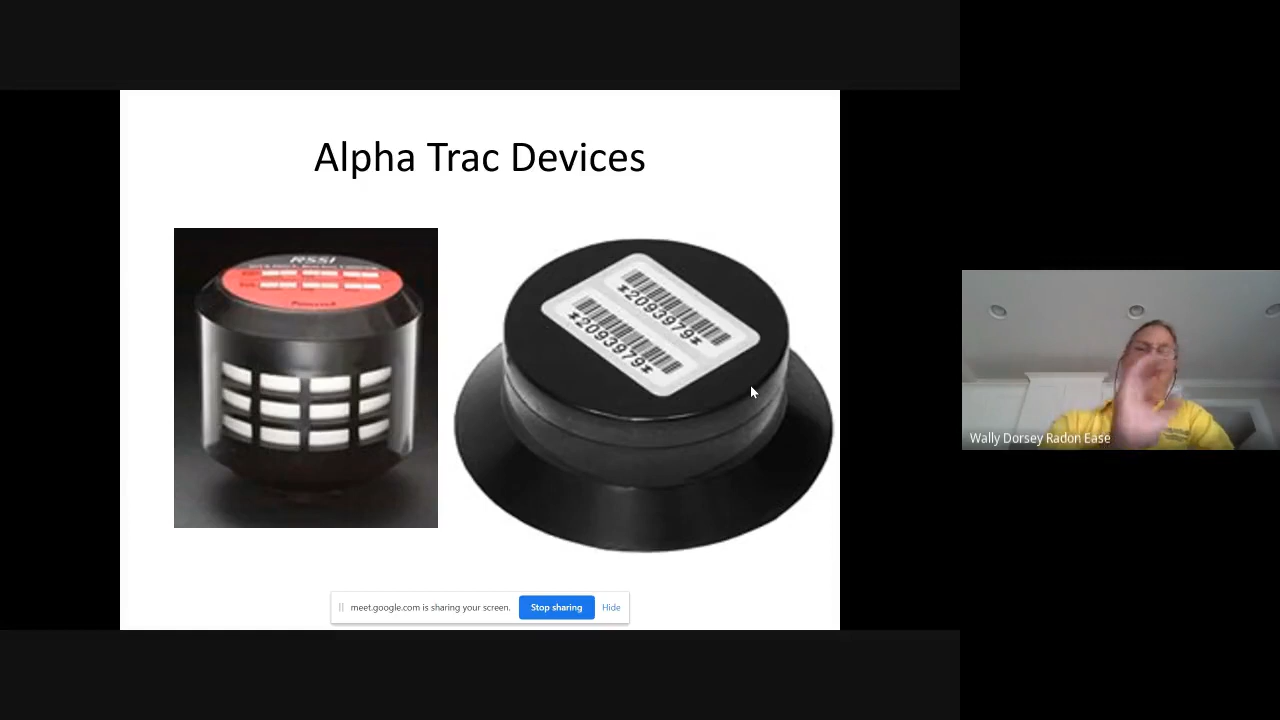 Alpha Trac Devices
RSSI
*2093979*
*2093979*
meet.google.com is sharing your screen. Stop sharing Hide
Wally Dorsey Radon Ease